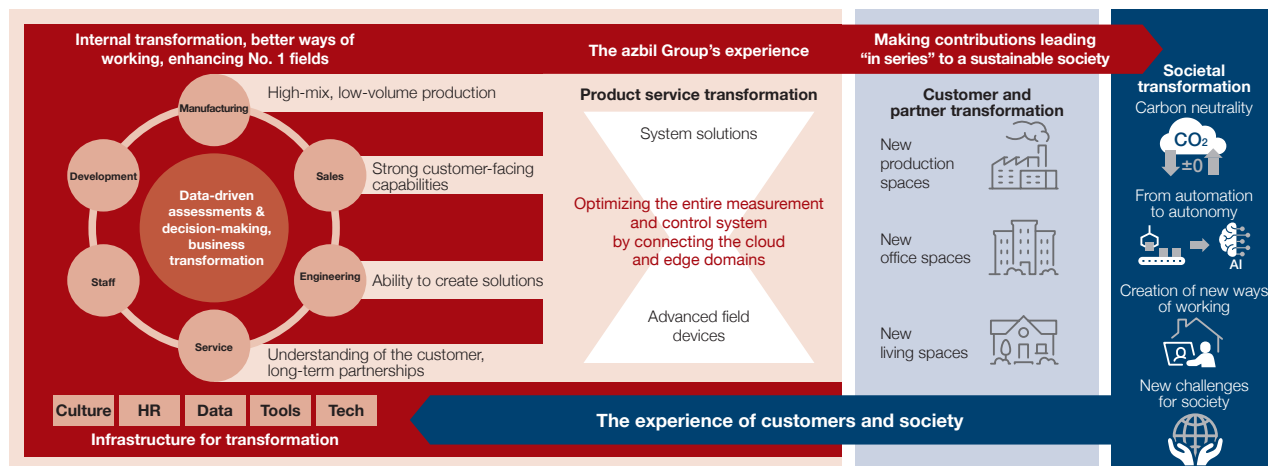 Internal transformation, better ways of
working, enhancing No. 1 fields
Manufacturing
High-mix, low-volume production
Development
Sales
Strong customer-facing
capabilities
Data-driven
assessments &
decision-making,
business
transformation
Staff
Engineering
Ability to create solutions
Service
Understanding of the customer,
long-term partnerships
Culture
HR
Data
Tools
Tech
Infrastructure for transformation
The azbil Group's experience
Product service transformation
System solutions
Optimizing the entire measurement
and control system
by connecting the cloud
and edge domains
Advanced field
devices
Making contributions leading
“in series” to a sustainable society
Customer and
partner transformation
New
production
spaces
New
office spaces
New
living spaces
The experience of customers and society
Societal
transformation
Carbon neutrality
CO₂
±0
From automation
to autonomy
AI
Creation of new ways
of working
New challenges
for society